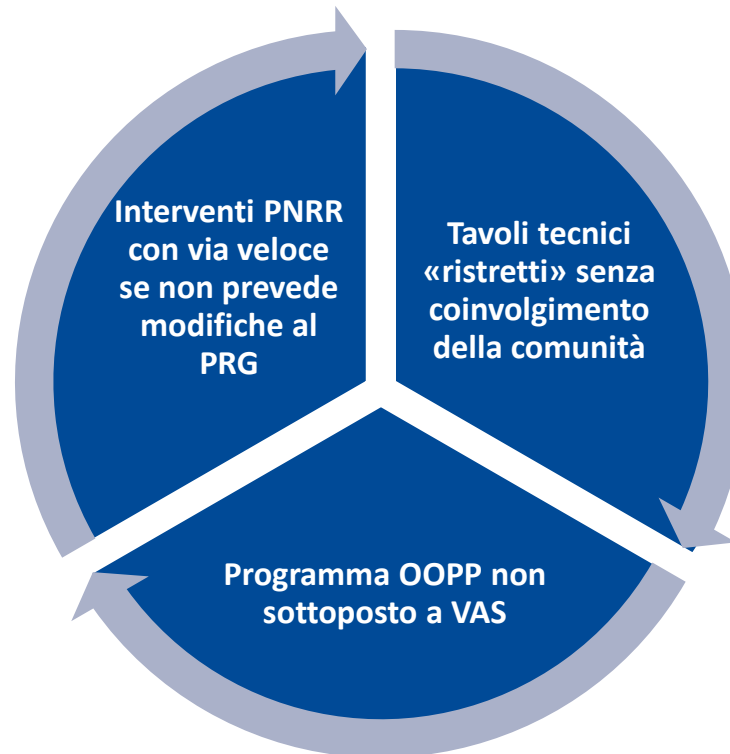 Interventi PNRR
con via veloce
se non prevede
modifiche al
PRG
Tavoli tecnici
«ristretti» senza
coinvolgimento
della comunità
Programma OOPP non
sottoposto a VAS